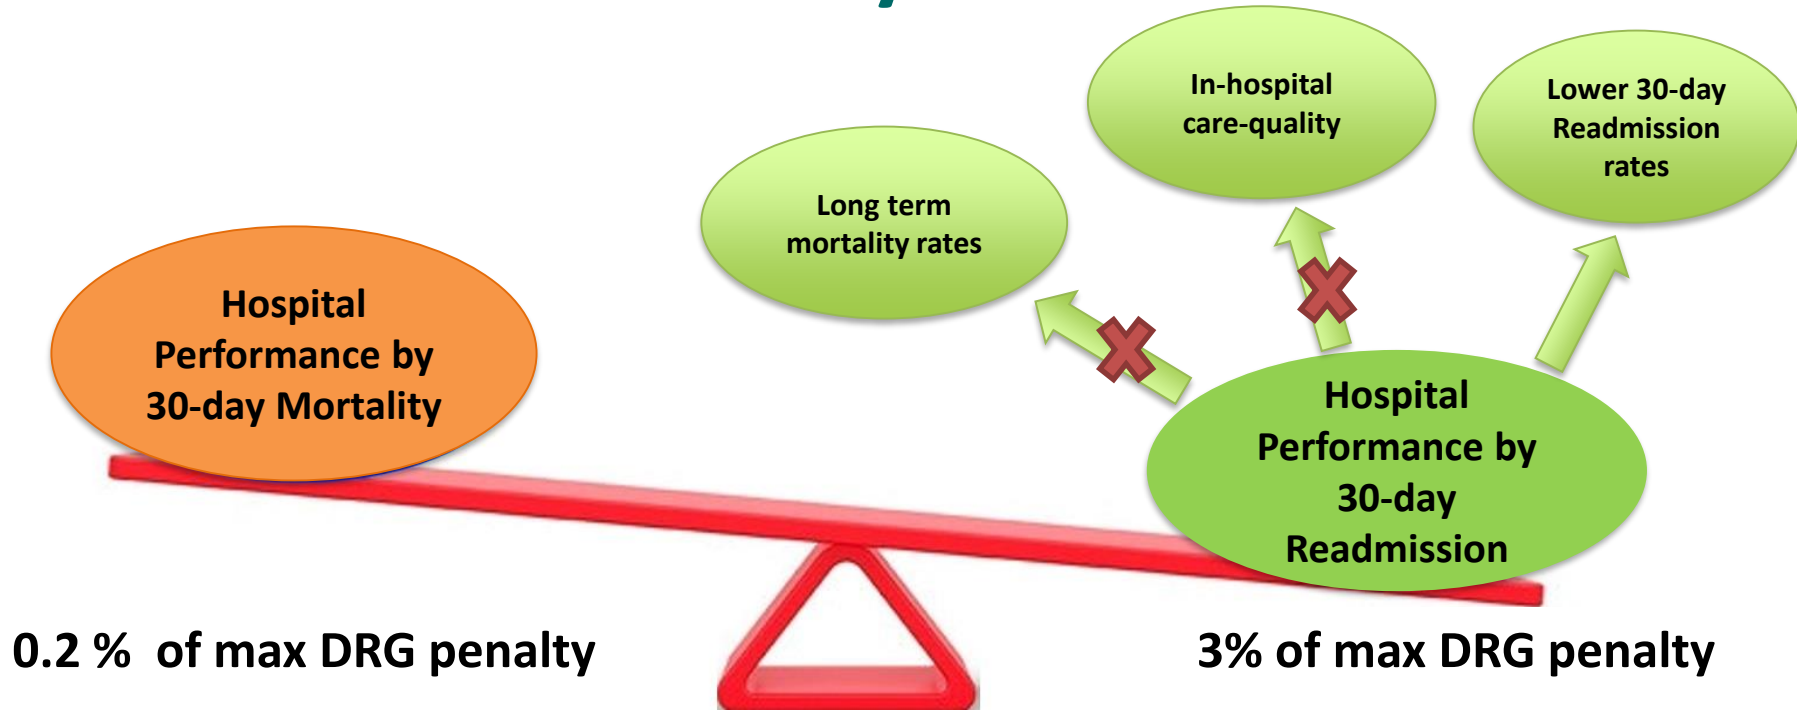 In-hospital
care-quality
Lower 30-day
Readmission
rates
Long term
mortality rates
Hospital
Performance by
30-day Mortality
Hospital
Performance by
30-day
Readmission
0.2 % of max DRG penalty
3% of max DRG penalty